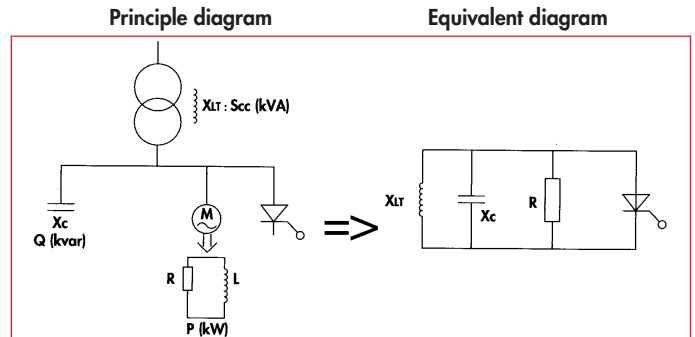 Principle diagram
Equivalent diagram
XLT : Scc (kVA)
Xc
Q (kvar)
M
R
L
P (kW)
=>
XLT
Xc
R